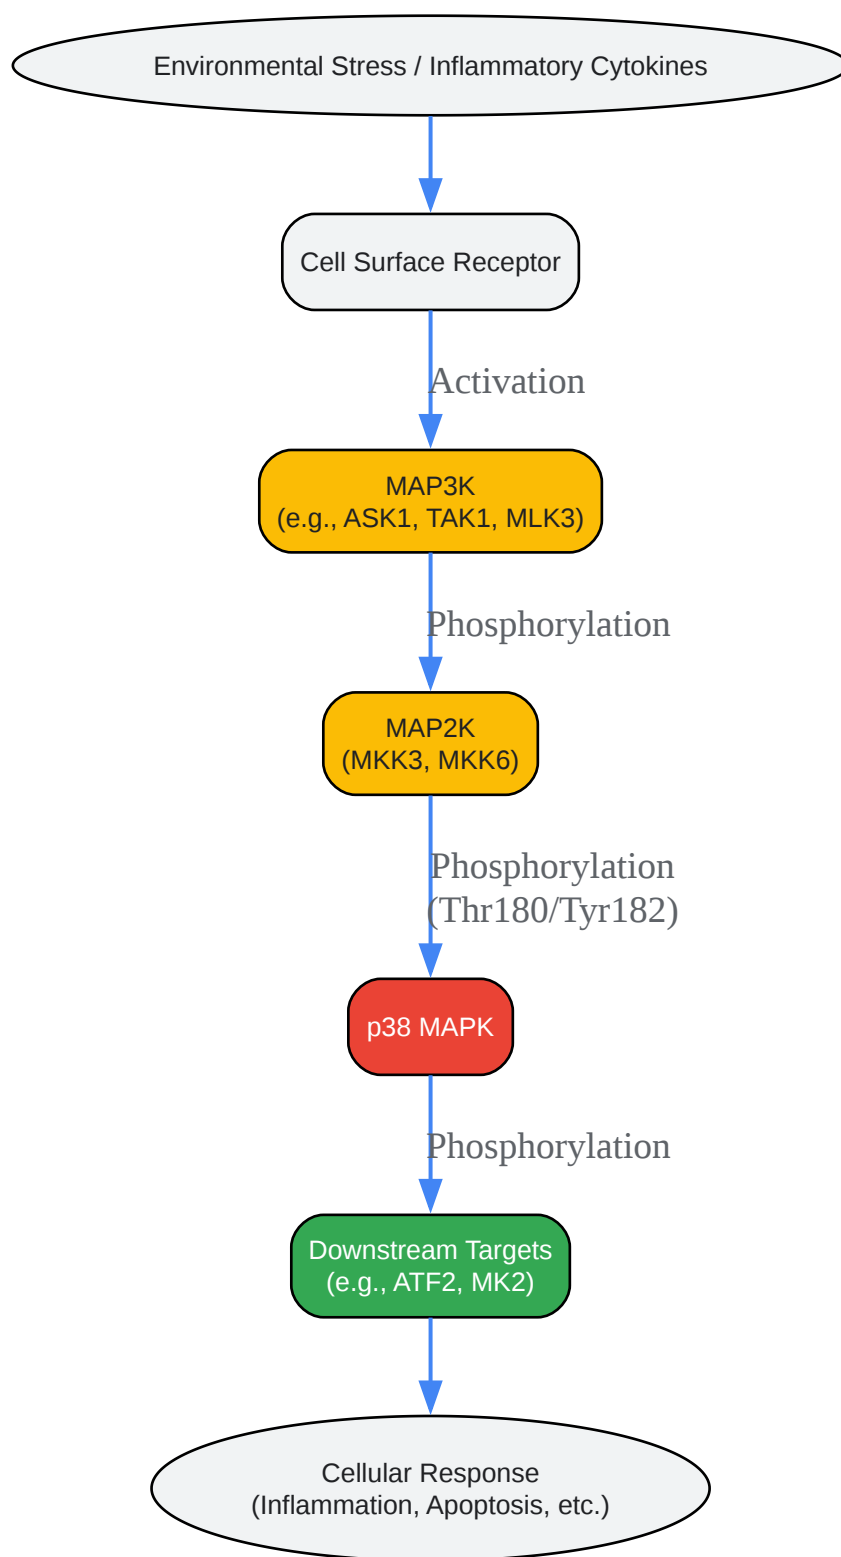 Environmental Stress / Inflammatory Cytokines
Cell Surface Receptor
Activation
MAP3K
(e.g., ASK1, TAK1, MLK3)
Phosphorylation
MAP2K
(MKK3, MKK6)
Phosphorylation
(Thr180/Tyr182)
p38 MAPK
Phosphorylation
Downstream Targets
(e.g., ATF2, MK2)
Cellular Response
(Inflammation, Apoptosis, etc.)